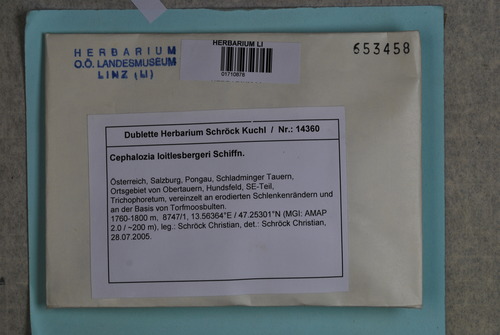 HERBARIUM
O.Ö. LANDESMUSEUM
LINZ (LI)
HERBARIUM LI
01710878
653458
Dublette Herbarium Schröck Kuchl / Nr.: 14360
Cephalozia loitlesbergeri Schiffn.
Österreich, Salzburg, Pongau, Schladminger Tauern,
Ortsgebiet von Obertauern, Hundsfeld, SE-Teil,
Trichophoretum, vereinzelt an erodierten Schlenkenrändern und
an der Basis von Torfmoosbulten.
1760-1800 m, 8747/1, 13.56364°E / 47.25301°N (MGI: AMAP
2.0 / ~200 m), leg.: Schröck Christian, det.: Schröck Christian,
28.07.2005.